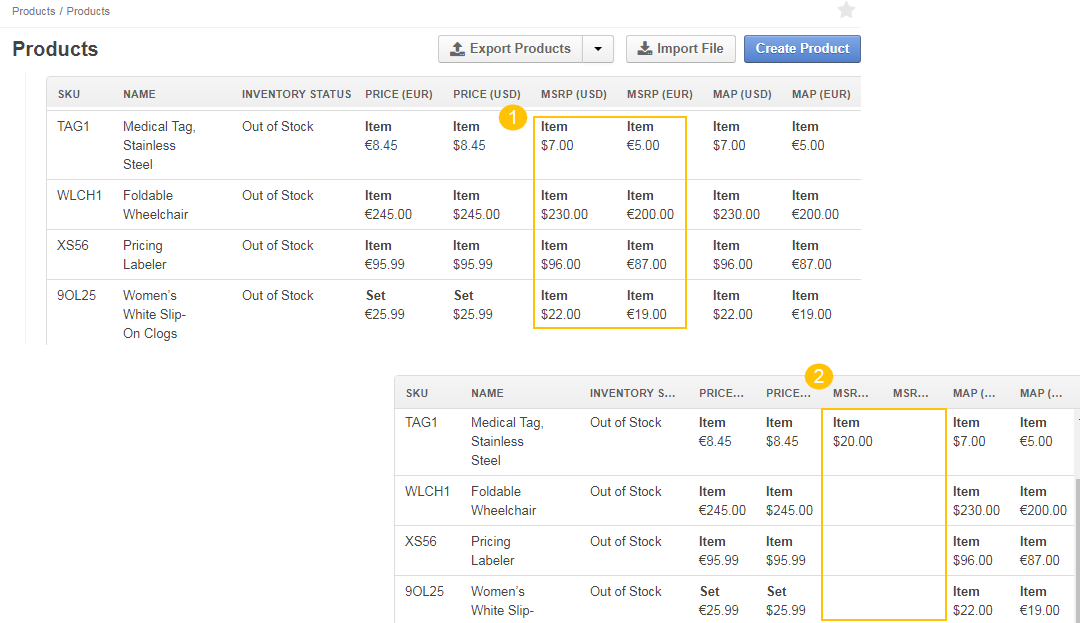 Products / Products
Products
Export Products
Import File
Create Product
SKU NAME INVENTORY STATUS PRICE (EUR) PRICE (USD) MSRP (USD) MSRP (EUR) MAP (USD) MAP (EUR)
1
TAG1 Medical Tag, Out of Stock Item Item Item Item Item Item
Stainless €8.45 $8.45 $7.00 €5.00 $7.00 €5.00
Steel
WLCH1 Foldable Out of Stock Item Item Item Item Item Item
Wheelchair €245.00 $245.00 $230.00 €200.00 $230.00 €200.00
XS56 Pricing Out of Stock Item Item Item Item Item Item
Labeler €95.99 $95.99 $96.00 €87.00 $96.00 €87.00
9OL25 Women’s Out of Stock Set Set Item Item Item Item
White Slip- €25.99 $25.99 $22.00 €19.00 $22.00 €19.00
On Clogs
2
SKU NAME INVENTORY S... PRICE... PRICE... MSR... MSR... MAP (... MAP (...
TAG1 Medical Tag, Out of Stock Item Item Item Item Item
Stainless €8.45 $8.45 $20.00 $7.00 €5.00
Steel
WLCH1 Foldable Out of Stock Item Item Item Item
Wheelchair €245.00 $245.00 $230.00 €200.00
XS56 Pricing Out of Stock Item Item Item Item
Labeler €95.99 $95.99 $96.00 €87.00
9OL25 Women’s Out of Stock Set Set Item Item
White Slip- €25.99 $25.99 $22.00 €19.00